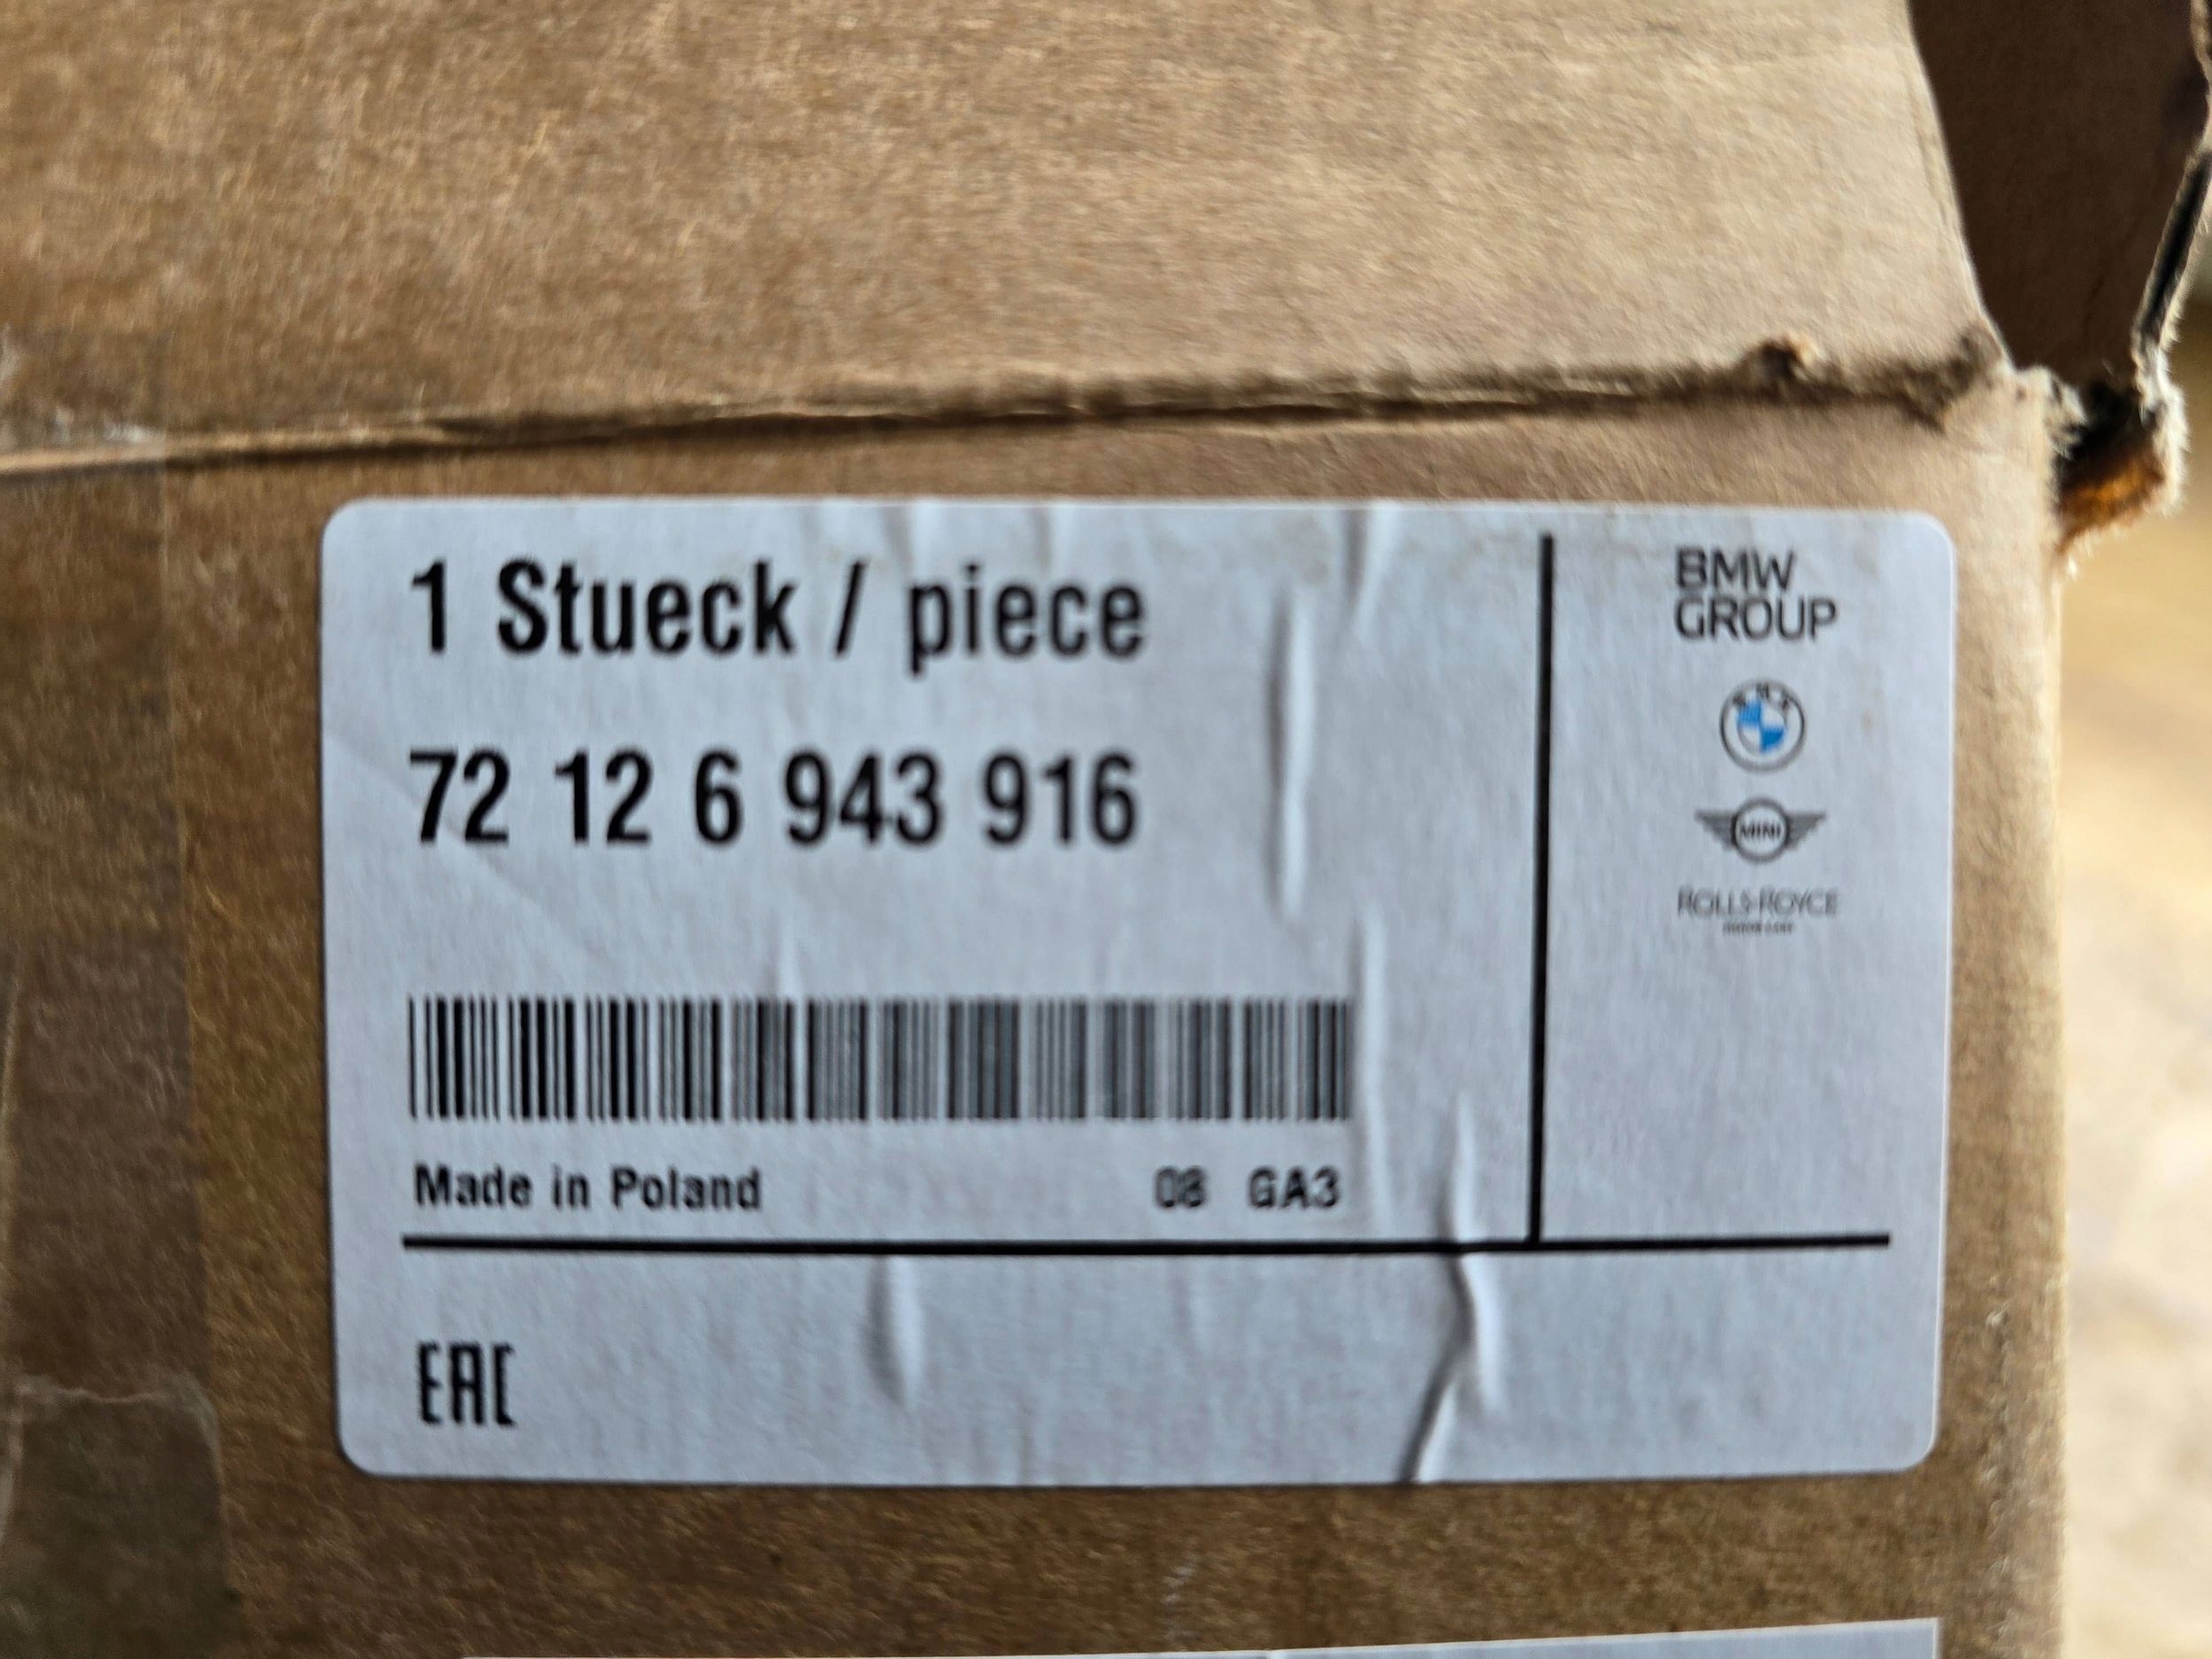 1 Stueck / piece
72 12 6 943 916
Made in Poland 08 GA3
EAC
BMW
GROUP
BMW
MINI
ROLLS-ROYCE